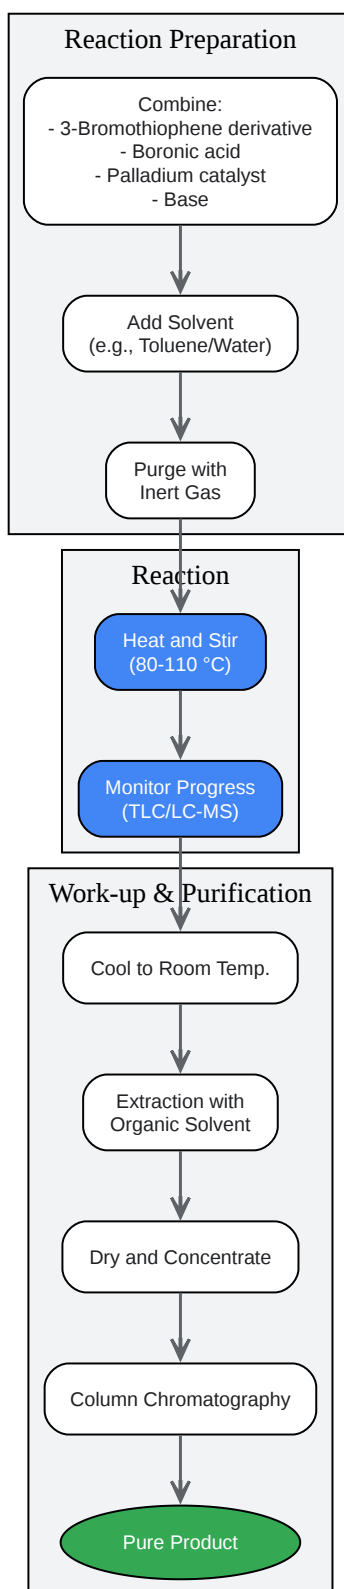 Reaction Preparation
Combine:
- 3-Bromothiophene derivative
- Boronic acid
- Palladium catalyst
- Base
Add Solvent
(e.g., Toluene/Water)
Purge with
Inert Gas
Reaction
Heat and Stir
(80-110 °C)
Monitor Progress
(TLC/LC-MS)
Work-up & Purification
Cool to Room Temp.
Extraction with
Organic Solvent
Dry and Concentrate
Column Chromatography
Pure Product